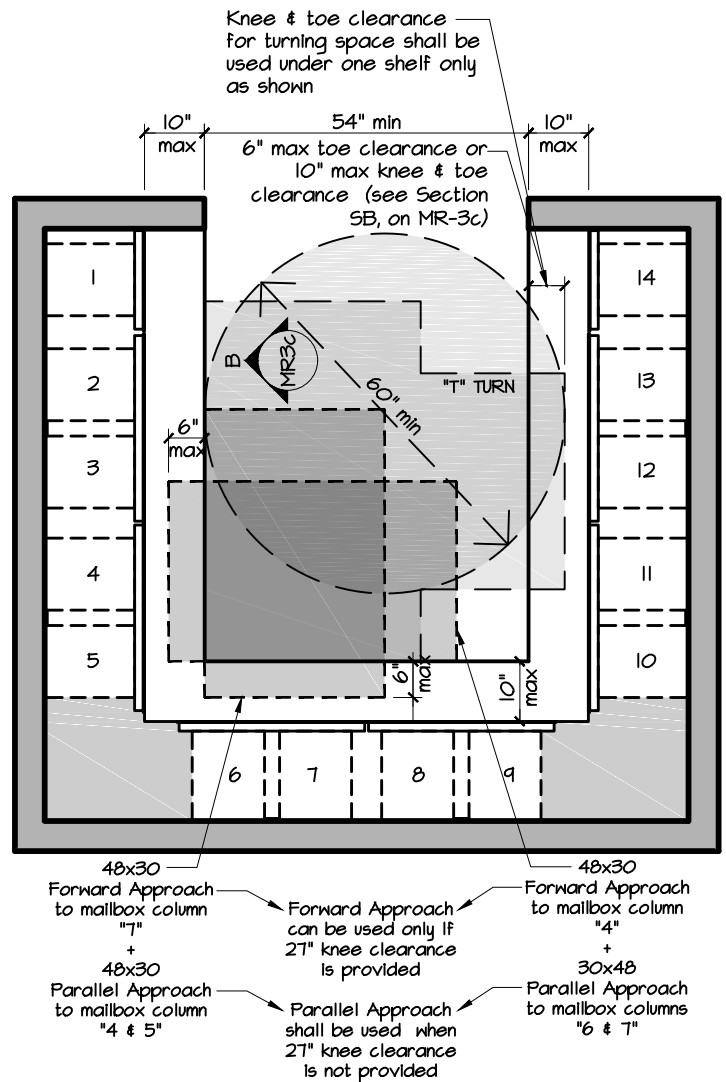 Knee & toe clearance
for turning space shall be
used under one shelf only
as shown
10"
max
54" min
10"
max
6" max toe clearance or
10" max knee & toe
clearance (see Section
SB, on MR-3c)
1
14
B
MR3c
60" min
"T" TURN
2
13
6"
max
3
12
4
11
5
10
6"
max
10"
max
6
7
8
9
48x30
Forward Approach
to mailbox column
"7"
+
48x30
Parallel Approach
to mailbox column
"4 & 5"
Forward Approach
can be used only if
27" knee clearance
is provided
Parallel Approach
shall be used when
27" knee clearance
is not provided
48x30
Forward Approach
to mailbox column
"4"
+
30x48
Parallel Approach
to mailbox columns
"6 & 7"